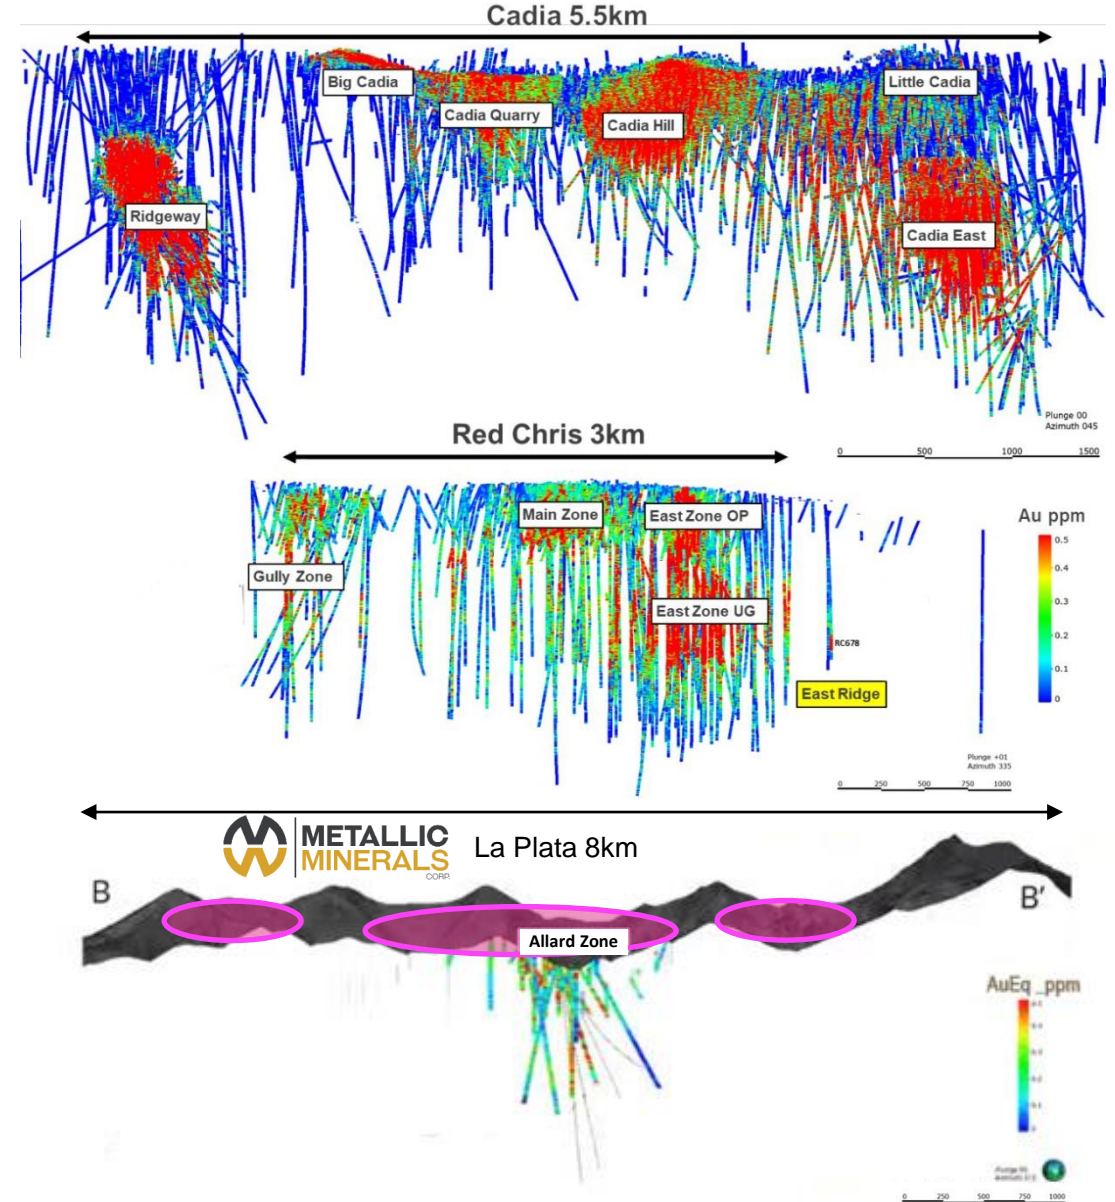 Cadia 5.5km
Big Cadia
Little Cadia
Cadia Quarry
Cadia Hill
Ridgeway
Cadia East
Plunge 00
Azimuth 045
0 500 1000 1500
Red Chris 3km
Main Zone
East Zone OP
Au ppm
0.5
0.4
0.3
0.2
0.1
0
Gully Zone
East Zone UG
RC678
East Ridge
Plunge +01
Azimuth 335
0 250 500 750 1000
METALLIC
MINERALS
CORP.
La Plata 8km
B
B'
Allard Zone
AuEq_ppm
0 250 500 750 1000